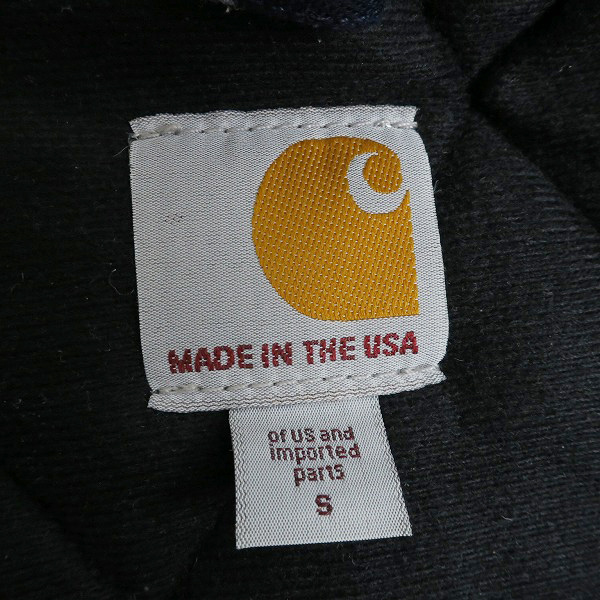 MADE IN THE USA
of US and
imported
parts
S